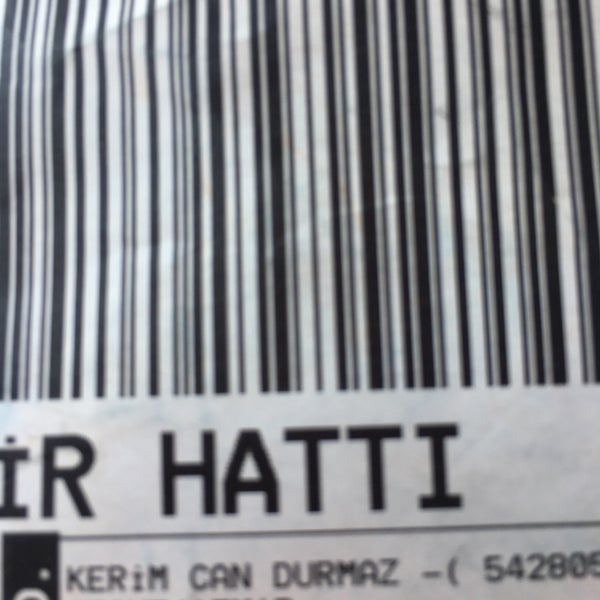 İR HATTI
KERİM CAN DURMAZ -( 542805